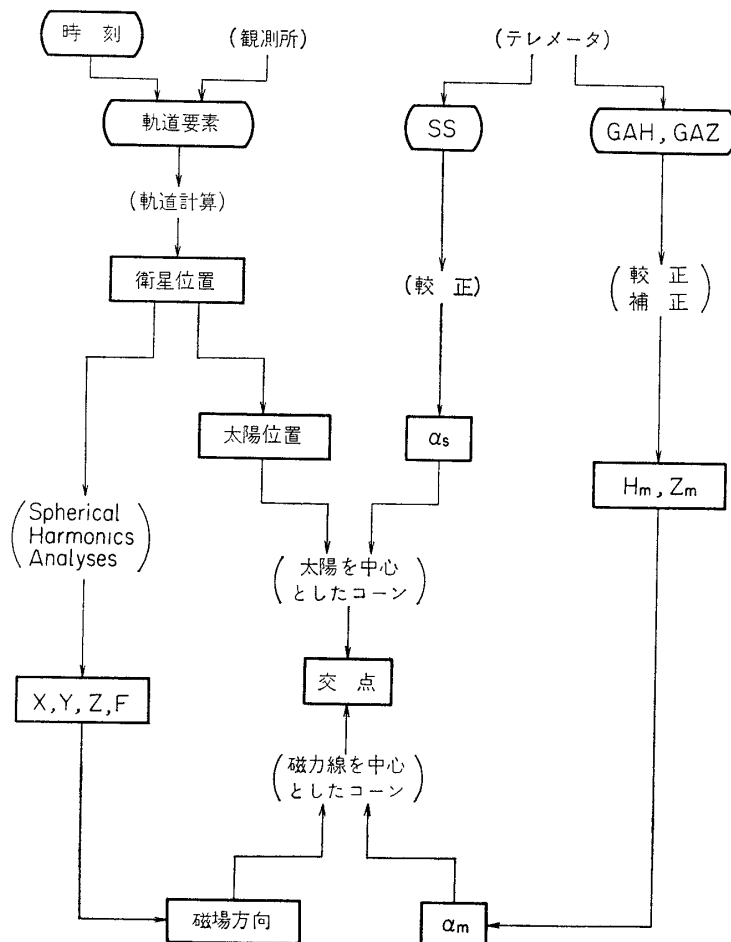 時 刻
(観測所)
(テレメータ)
軌道要素
SS
GAH, GAZ
(軌道計算)
衛星位置
(較 正)
(較 正
補 正)
太陽位置
αs
Hm, Zm
(Spherical
Harmonics
Analyses)
(太陽を中心
としたコーン)
X, Y, Z, F
交 点
(磁力線を中心
としたコーン)
磁場方向
αm